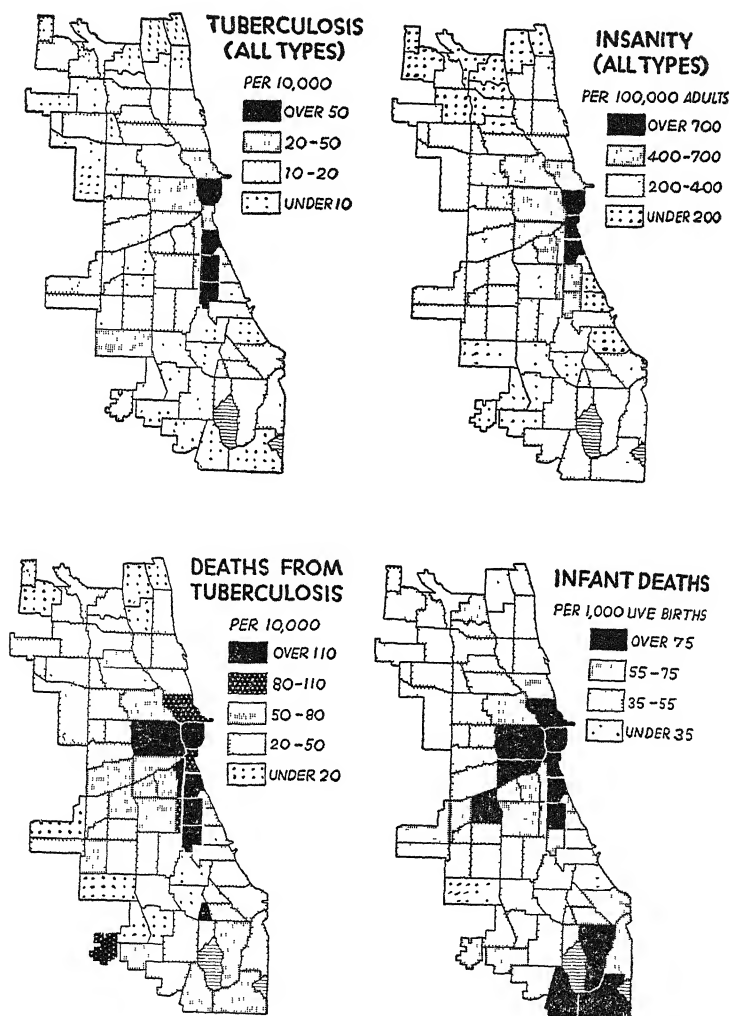 TUBERCULOSIS
(ALL TYPES)
PER 10,000
OVER 50
20-50
10-20
UNDER 10
INSANITY
(ALL TYPES)
PER 100,000 ADULTS
OVER 700
400-700
200-400
UNDER 200
DEATHS FROM
TUBERCULOSIS
PER 10,000
OVER 110
80-110
50-80
20-50
UNDER 20
INFANT DEATHS
PER 1,000 LIVE BIRTHS
OVER 75
55-75
35-55
UNDER 35